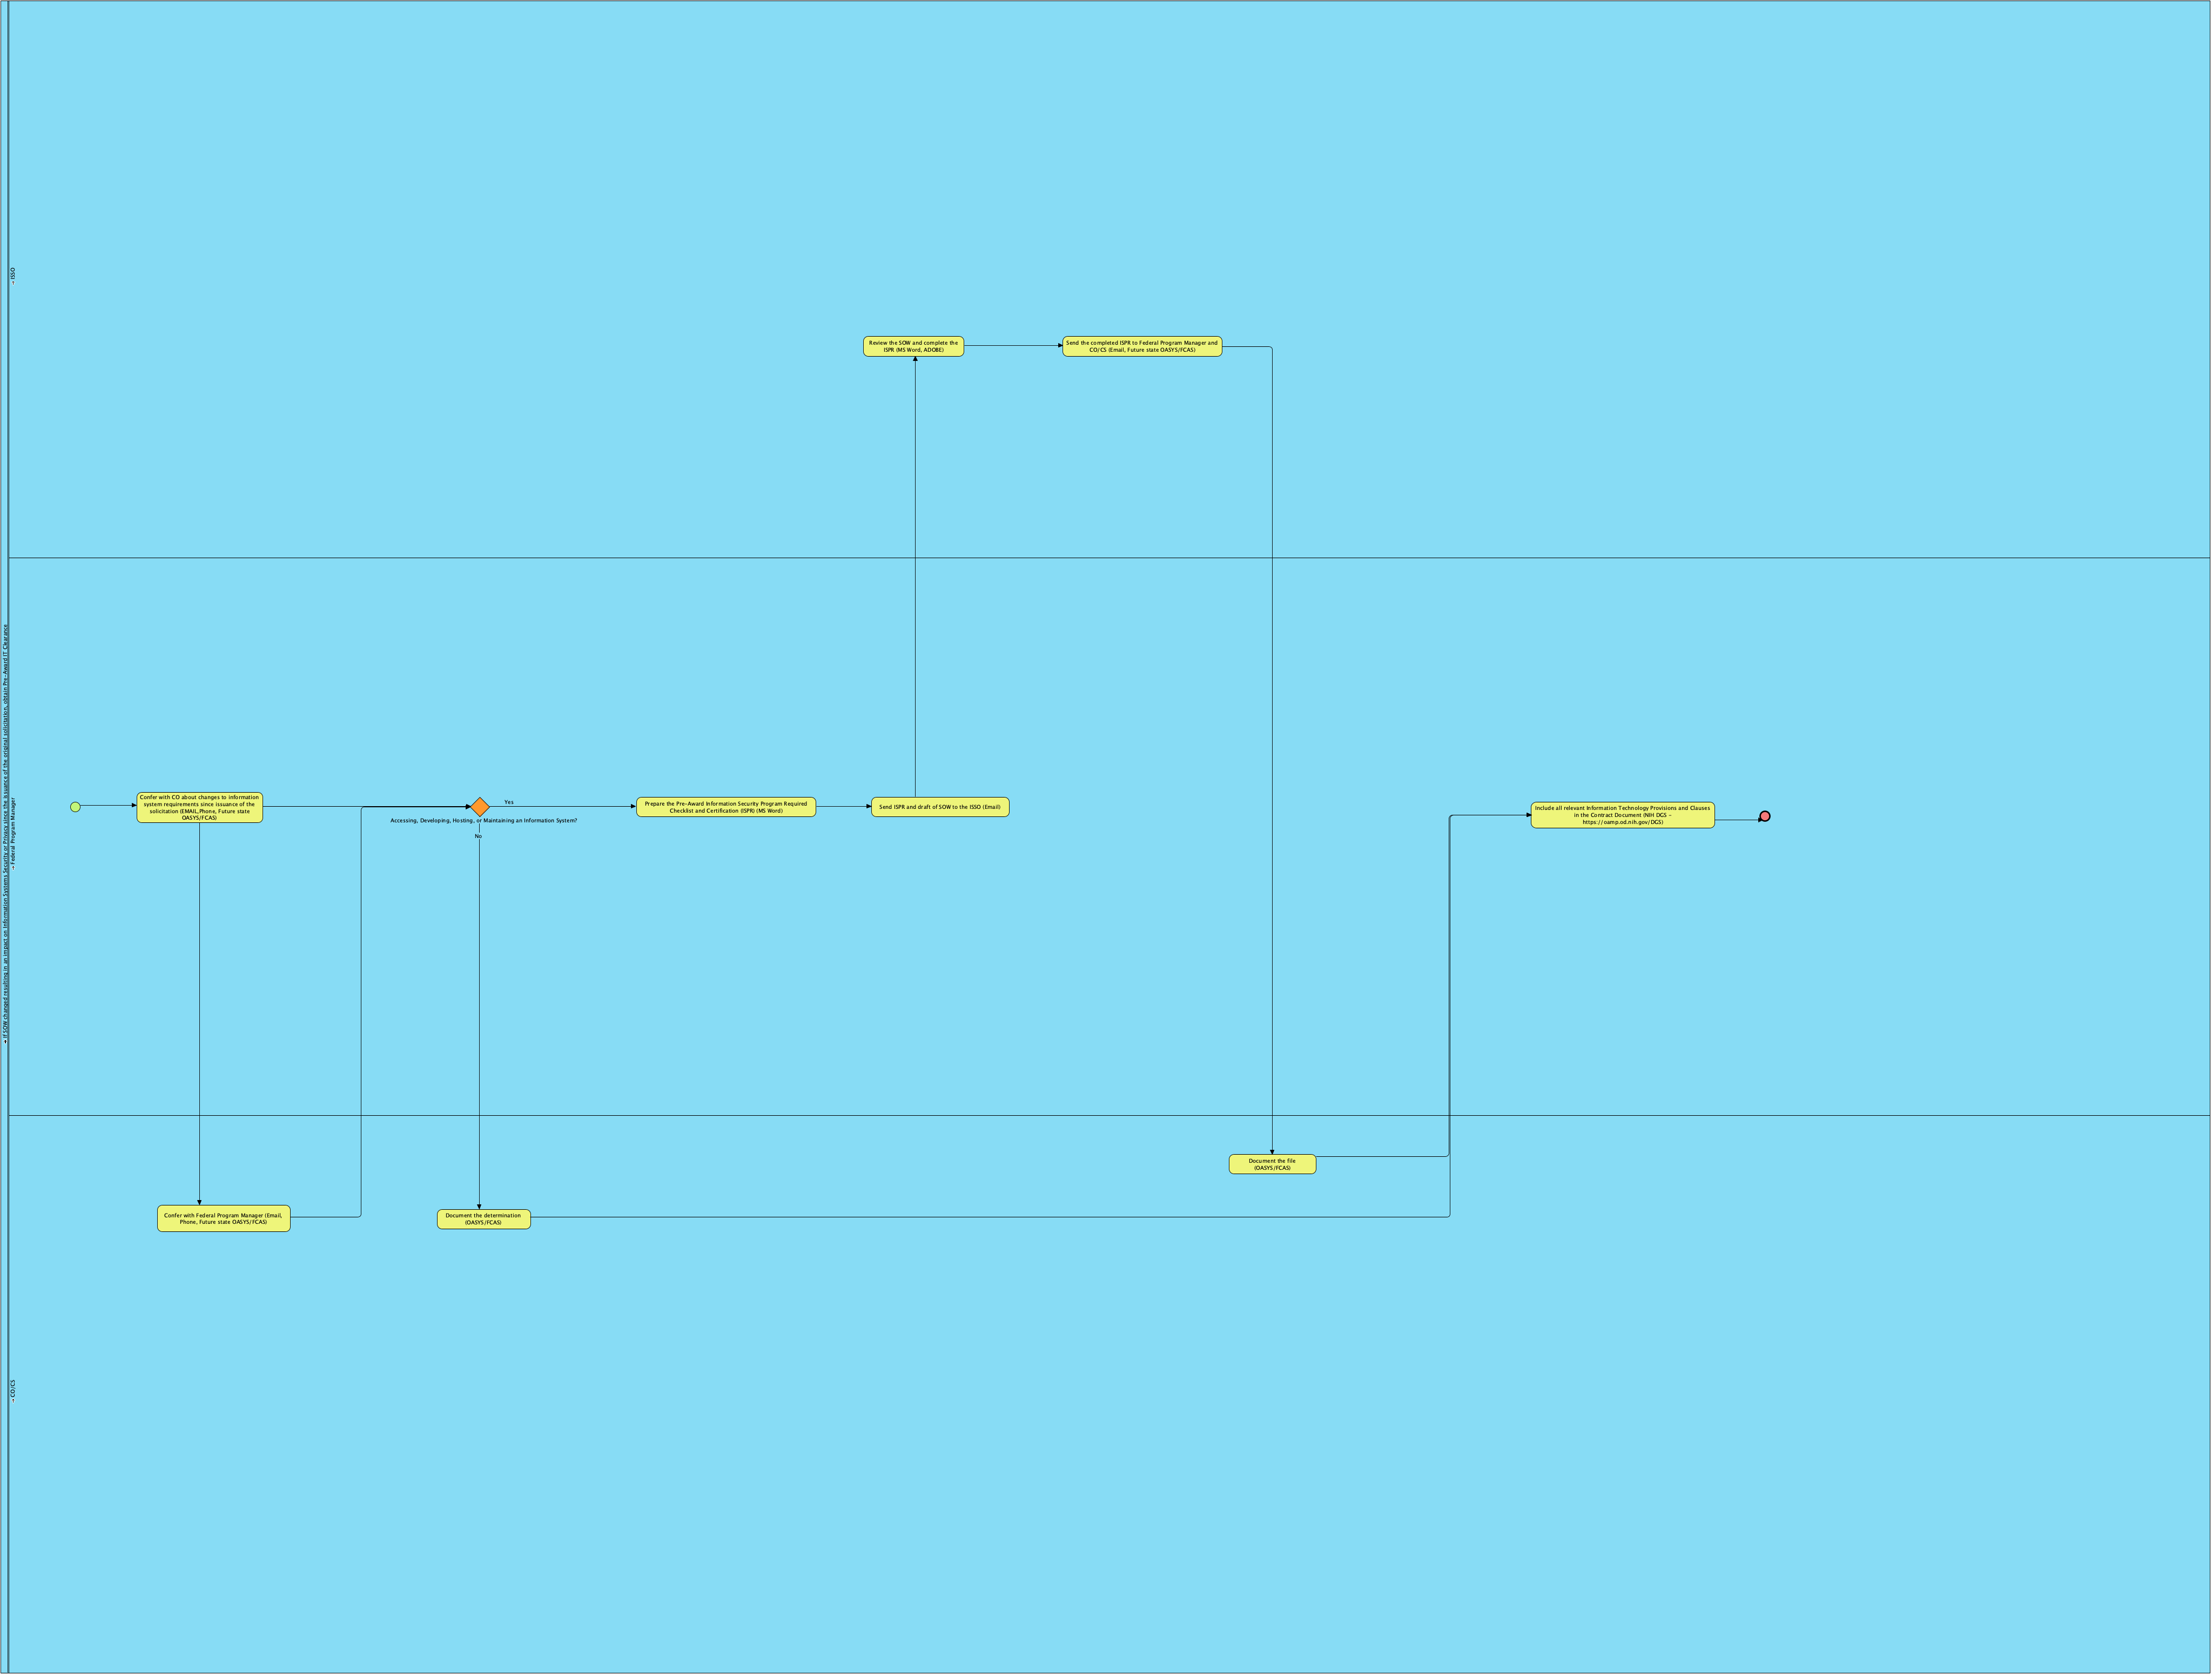 If SOW changed resulting in an impact on Information Systems Security or Privacy since the issuance of the original solicitation, obtain Pre-Award IT Clearance
ISSO
Review the SOW and complete the
ISPR (MS Word, ADOBE)
Send the completed ISPR to Federal Program Manager and
CO/CS (Email, Future state OASYS/FCAS)
Federal Program Manager
Confer with CO about changes to information
system requirements since issuance of the
solicitation (EMAIL,Phone, Future state
OASYS/FCAS)
Accessing, Developing, Hosting, or Maintaining an Information System?
Yes
No
Prepare the Pre-Award Information Security Program Required
Checklist and Certification (ISPR) (MS Word)
Send ISPR and draft of SOW to the ISSO (Email)
Include all relevant Information Technology Provisions and Clauses
in the Contract Document (NIH DGS -
https://oamp.od.nih.gov/DGS)
CO/CS
Confer with Federal Program Manager (Email,
Phone, Future state OASYS/FCAS)
Document the determination
(OASYS/FCAS)
Document the file
(OASYS/FCAS)